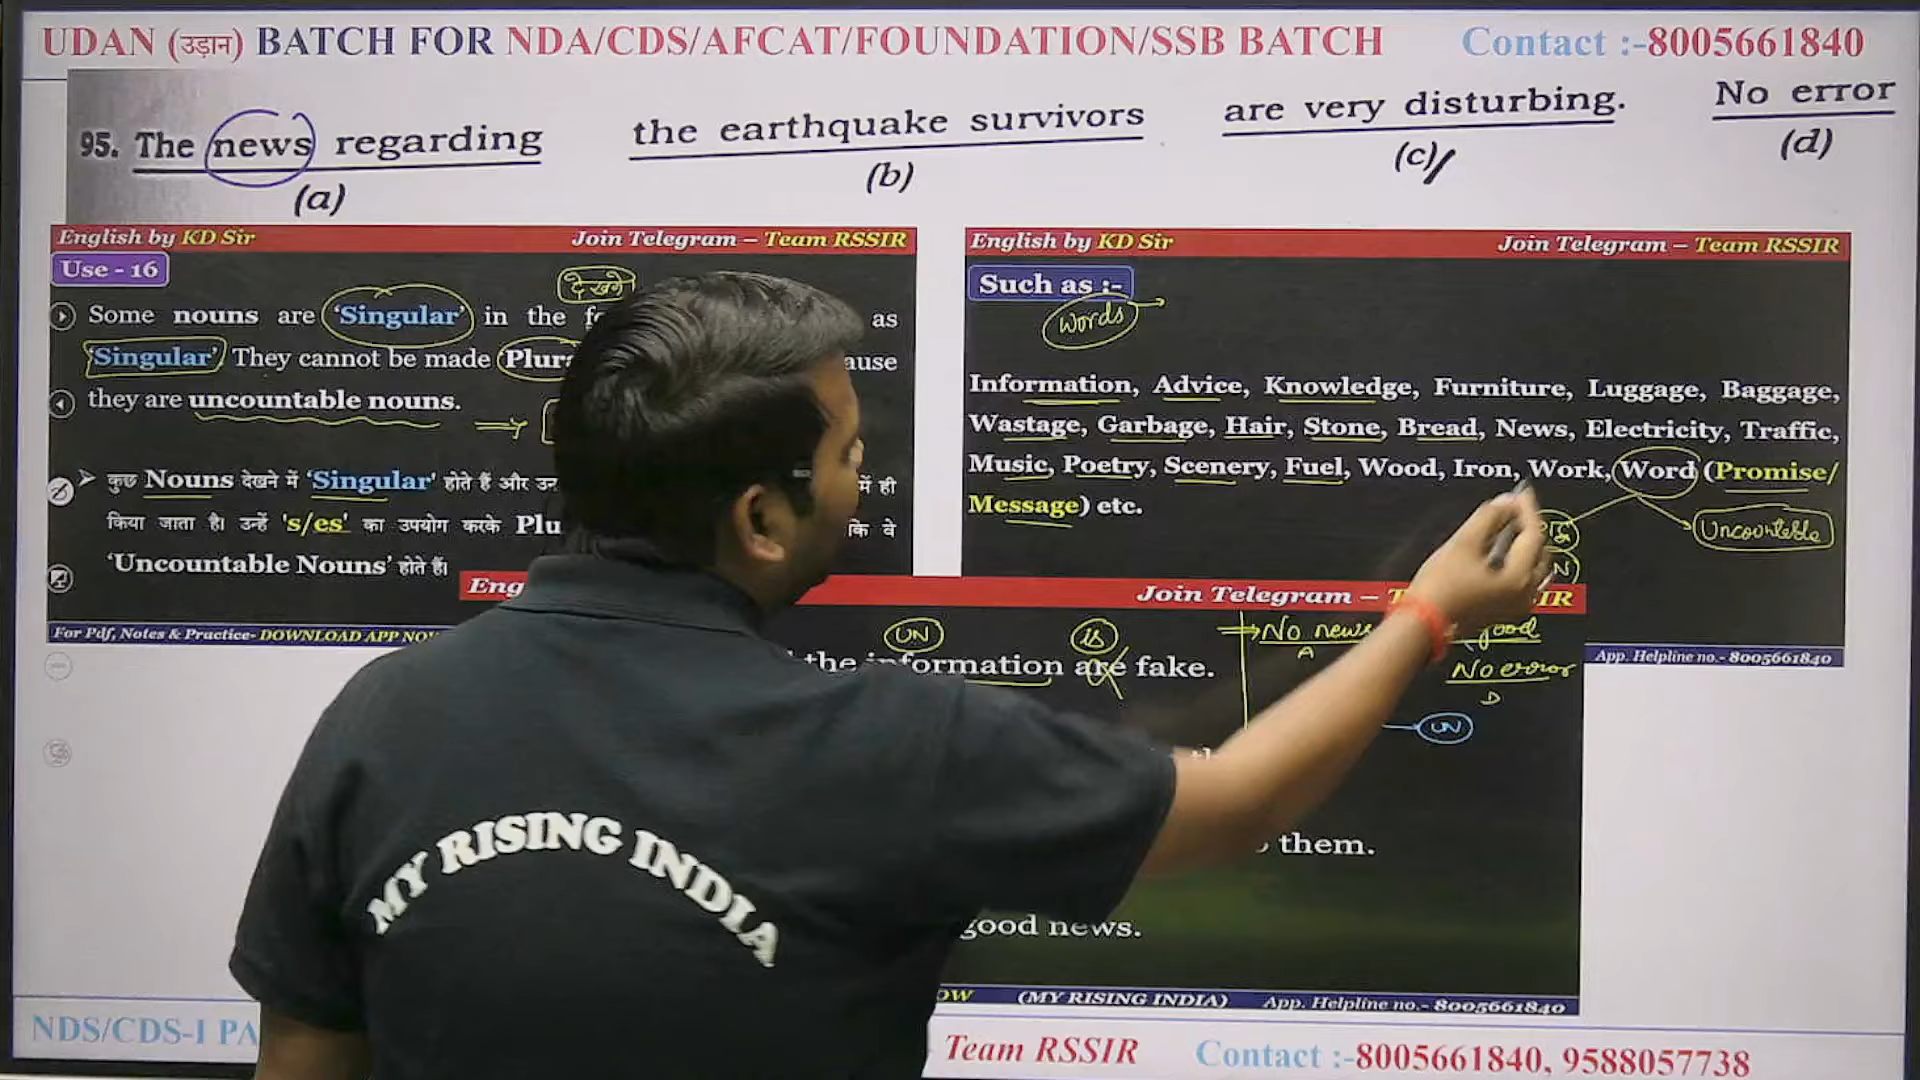 UDAN (उड़ान) BATCH FOR NDA/CDS/AFCAT/FOUNDATION/SSB BATCH Contact :-8005661840
95. The news regarding the earthquake survivors are very disturbing. No error
(a) (b) (c) (d)
English by KD Sir Join Telegram – Team RSSIR
Use - 16
देखने
Some nouns are 'Singular' in the as
'Singular'. They cannot be made
they are uncountable nouns.
कुछ Nouns देखने में 'Singular' होते हैं और में ही
किया जाता है। उन्हें 's/es' का उपयोग करके कि वे
'Uncountable Nouns' होते हैं।
For Pdf, Notes & Practice- DOWNLOAD APP NOW
English by KD Sir Join Telegram – Team RSSIR
Such as :-
words
Information, Advice, Knowledge, Furniture, Luggage, Baggage,
Wastage, Garbage, Hair, Stone, Bread, News, Electricity, Traffic,
Music, Poetry, Scenery, Fuel, Wood, Iron, Work, Word (Promise/
Message) etc.
Uncountable
App. Helpline no.- 8005661840
Join Telegram –
UN is No news good
A
the information are fake. No error
D
UN
them.
good news.
(MY RISING INDIA) App. Helpline no.- 8005661840
MY RISING INDIA
NDS/CDS-I Team RSSIR Contact :-8005661840, 9588057738